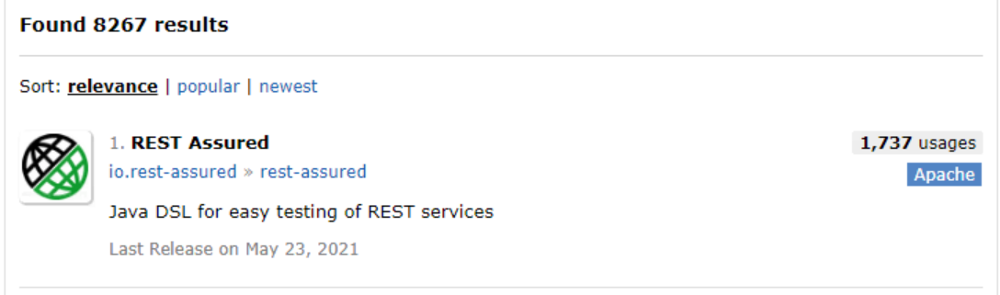 Found 8267 results
Sort: relevance | popular | newest
1. REST Assured
1,737 usages
io.rest-assured » rest-assured
Apache
Java DSL for easy testing of REST services
Last Release on May 23, 2021